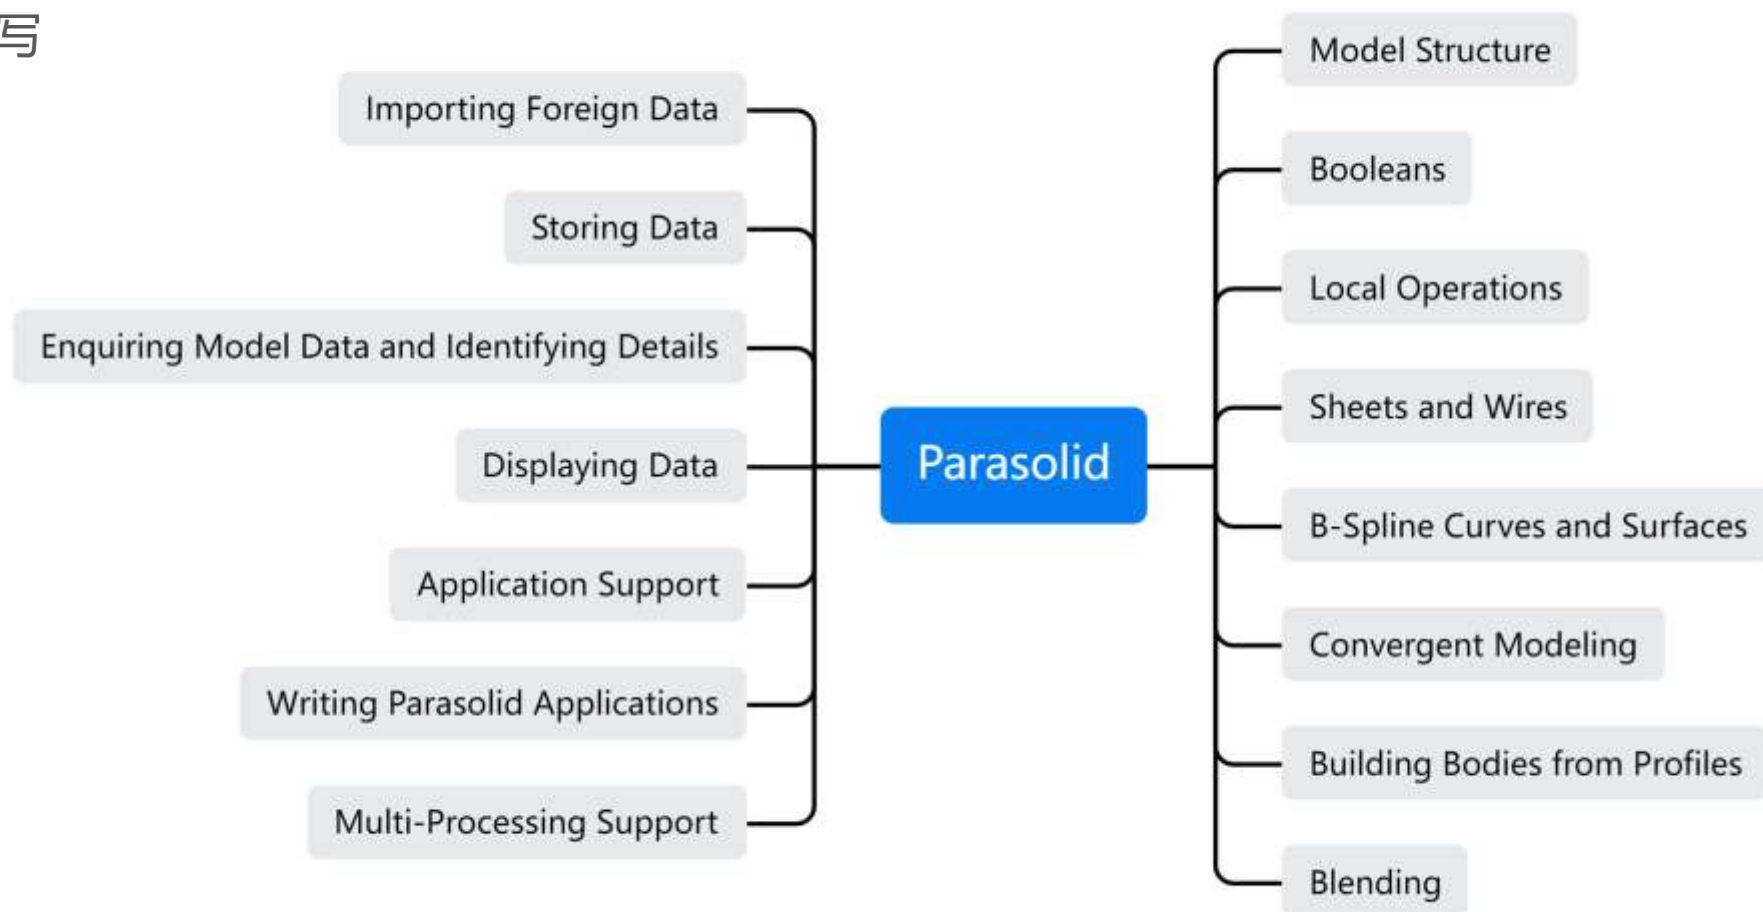 写
Importing Foreign Data
Storing Data
Enquiring Model Data and Identifying Details
Displaying Data
Application Support
Writing Parasolid Applications
Multi-Processing Support
Parasolid
Model Structure
Booleans
Local Operations
Sheets and Wires
B-Spline Curves and Surfaces
Convergent Modeling
Building Bodies from Profiles
Blending